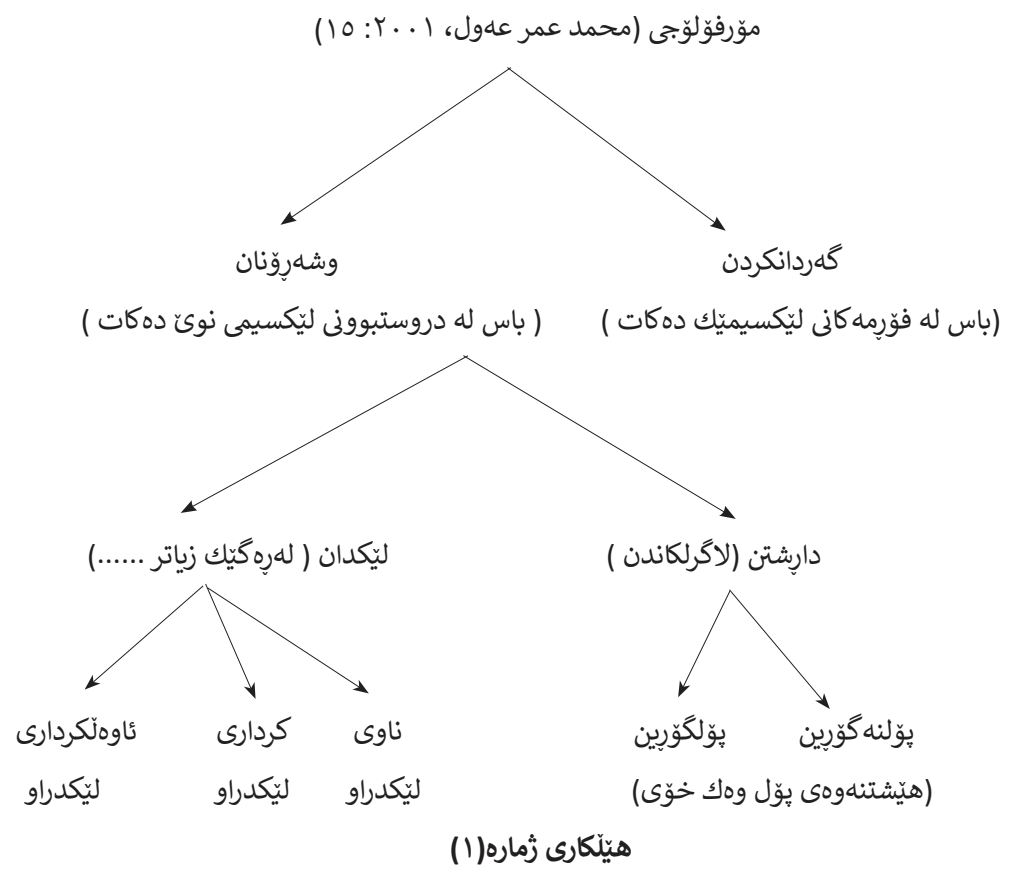 مۆرفۆلۆجی (محمد عمر عەول، ٢٠٠١: ١٥)
گەردانکردن وشەڕۆنان
(باس لە فۆڕمەکانی لێکسیمێك دەکات ) ( باس لە دروستبوونی لێکسیمی نوێ دەکات )
داڕشتن (لاگرلکاندن ) لێکدان ( لەڕەگێك زیاتر ......)
پۆلنەگۆڕین پۆلگۆڕین ناوی کرداری ئاوەڵکرداری
(هێشتنەوەی پۆل وەك خۆی) لێکدراو لێکدراو لێکدراو
هێڵکاری ژمارە(١)